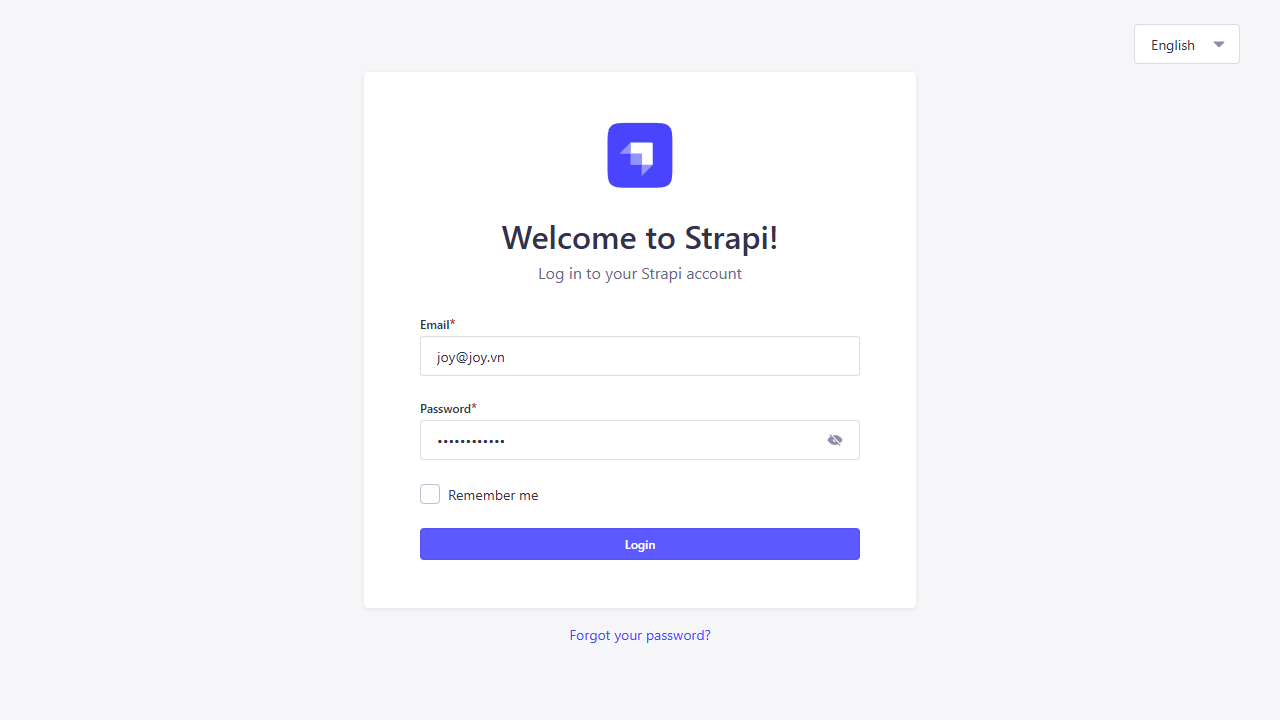 English
Welcome to Strapi!
Log in to your Strapi account
Email*
joy@joy.vn
Password*
••••••••••••
Remember me
Login
Forgot your password?